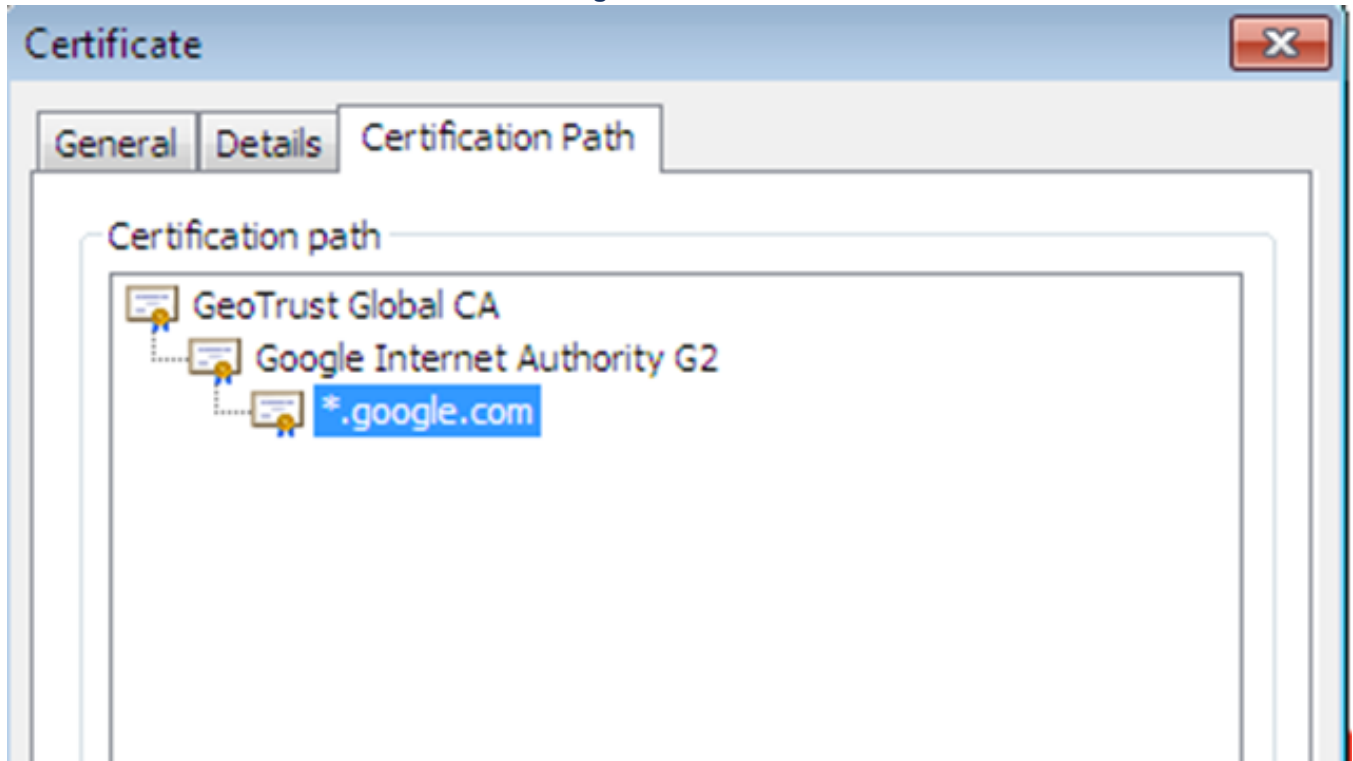 Certificate
General Details Certification Path
Certification path
GeoTrust Global CA
Google Internet Authority G2
*.google.com